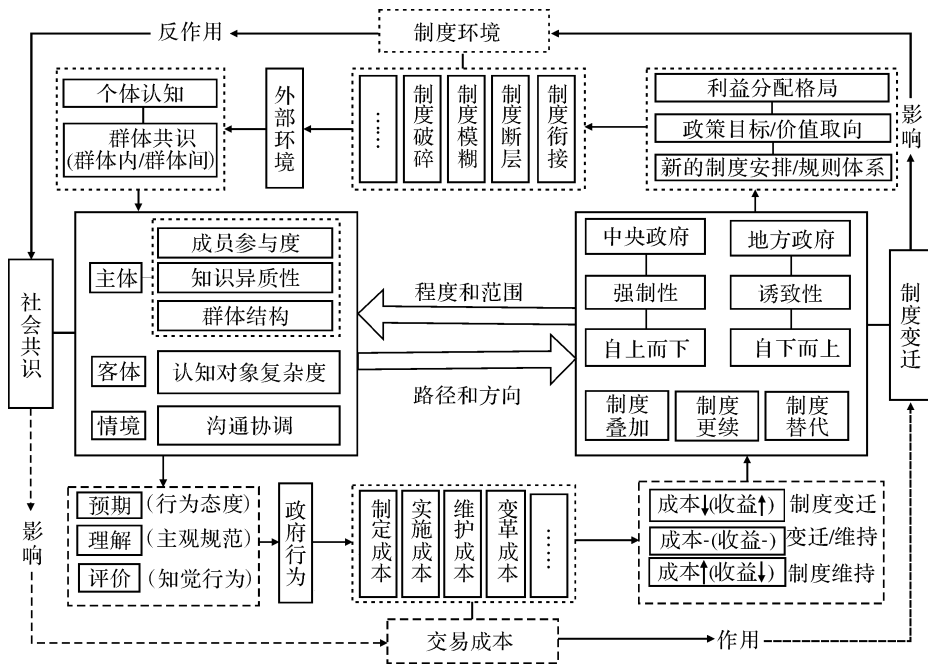 反作用
制度环境
影响
个体认知
群体共识
(群体内/群体间)
外部环境
……
制度破碎
制度模糊
制度断层
制度衔接
利益分配格局
政策目标/价值取向
新的制度安排/规则体系
社会共识
主体
成员参与度
知识异质性
群体结构
客体
认知对象复杂度
情境
沟通协调
程度和范围
路径和方向
中央政府
强制性
自上而下
地方政府
诱致性
自下而上
制度
叠加
制度
更续
制度
替代
制度变迁
影响
预期(行为态度)
理解(主观规范)
评价(知觉行为)
政府行为
制定成本
实施成本
维护成本
变革成本
……
成本↓(收益↑) 制度变迁
成本-(收益-) 变迁/维持
成本↑(收益↓) 制度维持
交易成本
作用